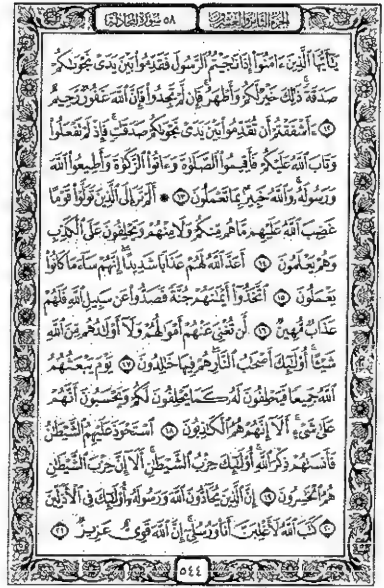 الجزء الثامن والعشرون ٥٨ سورة المجادلة
يَٰٓأَيُّهَا ٱلَّذِينَ ءَامَنُوٓا۟ إِذَا نَٰجَيْتُمُ ٱلرَّسُولَ فَقَدِّمُوا۟ بَيْنَ يَدَىْ نَجْوَىٰكُمْ
صَدَقَةً ذَٰلِكَ خَيْرٌ لَّكُمْ وَأَطْهَرُ فَإِن لَّمْ تَجِدُوا۟ فَإِنَّ ٱللَّهَ غَفُورٌ رَّحِيمٌ
١٢ ءَأَشْفَقْتُمْ أَن تُقَدِّمُوا۟ بَيْنَ يَدَىْ نَجْوَىٰكُمْ صَدَقَٰتٍ فَإِذْ لَمْ تَفْعَلُوا۟
وَتَابَ ٱللَّهُ عَلَيْكُمْ فَأَقِيمُوا۟ ٱلصَّلَوٰةَ وَءَاتُوا۟ ٱلزَّكَوٰةَ وَأَطِيعُوا۟ ٱللَّهَ
وَرَسُولَهُۥ وَٱللَّهُ خَبِيرٌۢ بِمَا تَعْمَلُونَ ١٣ ۞ أَلَمْ تَرَ إِلَى ٱلَّذِينَ تَوَلَّوْا۟ قَوْمًا
غَضِبَ ٱللَّهُ عَلَيْهِم مَّا هُم مِّنكُمْ وَلَا مِنْهُمْ وَيَحْلِفُونَ عَلَى ٱلْكَذِبِ
وَهُمْ يَعْلَمُونَ ١٤ أَعَدَّ ٱللَّهُ لَهُمْ عَذَابًا شَدِيدًا إِنَّهُمْ سَآءَ مَا كَانُوا۟
يَعْمَلُونَ ١٥ ٱتَّخَذُوٓا۟ أَيْمَٰنَهُمْ جُنَّةً فَصَدُّوا۟ عَن سَبِيلِ ٱللَّهِ فَلَهُمْ
عَذَابٌ مُّهِينٌ ١٦ لَّن تُغْنِىَ عَنْهُمْ أَمْوَٰلُهُمْ وَلَآ أَوْلَٰدُهُم مِّنَ ٱللَّهِ
شَيْـًٔا أُو۟لَٰٓئِكَ أَصْحَٰبُ ٱلنَّارِ هُمْ فِيهَا خَٰلِدُونَ ١٧ يَوْمَ يَبْعَثُهُمُ
ٱللَّهُ جَمِيعًا فَيَحْلِفُونَ لَهُۥ كَمَا يَحْلِفُونَ لَكُمْ وَيَحْسَبُونَ أَنَّهُمْ
عَلَىٰ شَىْءٍ أَلَآ إِنَّهُمْ هُمُ ٱلْكَٰذِبُونَ ١٨ ٱسْتَحْوَذَ عَلَيْهِمُ ٱلشَّيْطَٰنُ
فَأَنسَىٰهُمْ ذِكْرَ ٱللَّهِ أُو۟لَٰٓئِكَ حِزْبُ ٱلشَّيْطَٰنِ أَلَآ إِنَّ حِزْبَ ٱلشَّيْطَٰنِ
هُمُ ٱلْخَٰسِرُونَ ١٩ إِنَّ ٱلَّذِينَ يُحَآدُّونَ ٱللَّهَ وَرَسُولَهُۥٓ أُو۟لَٰٓئِكَ فِى ٱلْأَذَلِّينَ
٢٠ كَتَبَ ٱللَّهُ لَأَغْلِبَنَّ أَنَا۠ وَرُسُلِىٓ إِنَّ ٱللَّهَ قَوِىٌّ عَزِيزٌ ٢١
٥٤٤